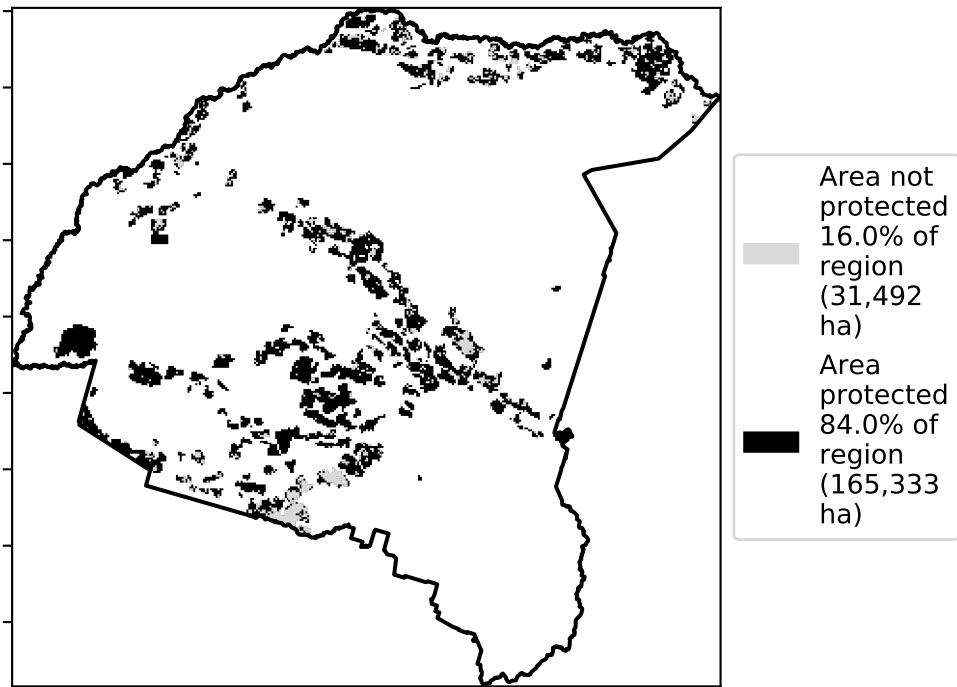 Area not
protected
16.0% of
region
(31,492
ha)
Area
protected
84.0% of
region
(165,333
ha)